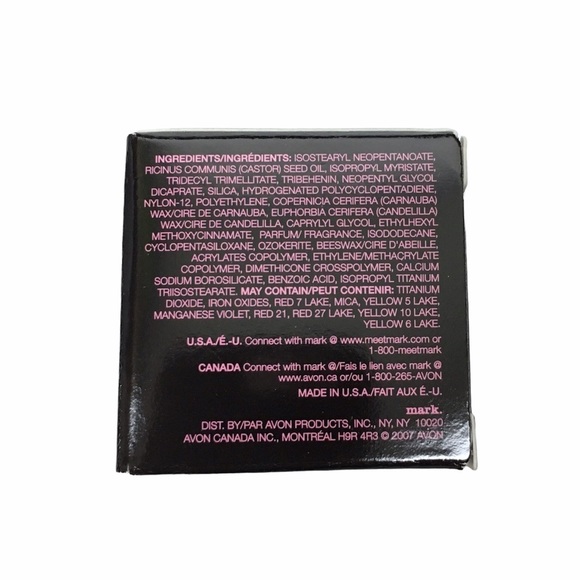 INGREDIENTS/INGRÉDIENTS: ISOSTEARYL NEOPENTANOATE,
RICINUS COMMUNIS (CASTOR) SEED OIL, ISOPROPYL MYRISTATE,
TRIDECYL TRIMELLITATE, TRIBEHENIN, NEOPENTYL GLYCOL
DICAPRATE, SILICA, HYDROGENATED POLYCYCLOPENTADIENE,
NYLON-12, POLYETHYLENE, COPERNICIA CERIFERA (CARNAUBA)
WAX/CIRE DE CARNAUBA, EUPHORBIA CERIFERA (CANDELILLA)
WAX/CIRE DE CANDELILLA, CAPRYLYL GLYCOL, ETHYLHEXYL
METHOXYCINNAMATE, PARFUM/ FRAGRANCE, ISODODECANE,
CYCLOPENTASILOXANE, OZOKERITE, BEESWAX/CIRE D'ABEILLE,
ACRYLATES COPOLYMER, ETHYLENE/METHACRYLATE
COPOLYMER, DIMETHICONE CROSSPOLYMER, CALCIUM
SODIUM BOROSILICATE, BENZOIC ACID, ISOPROPYL TITANIUM
TRIISOSTEARATE. MAY CONTAIN/PEUT CONTENIR: TITANIUM
DIOXIDE, IRON OXIDES, RED 7 LAKE, MICA, YELLOW 5 LAKE,
MANGANESE VIOLET, RED 21, RED 27 LAKE, YELLOW 10 LAKE,
YELLOW 6 LAKE.
U.S.A./É.-U. Connect with mark @ www.meetmark.com or
1-800-meetmark
CANADA Connect with mark @/Fais le lien avec mark @
www.avon.ca or/ou 1-800-265-AVON
MADE IN U.S.A./FAIT AUX É.-U.
mark.
DIST. BY/PAR AVON PRODUCTS, INC., NY, NY 10020
AVON CANADA INC., MONTRÉAL H9R 4R3 © 2007 AVON